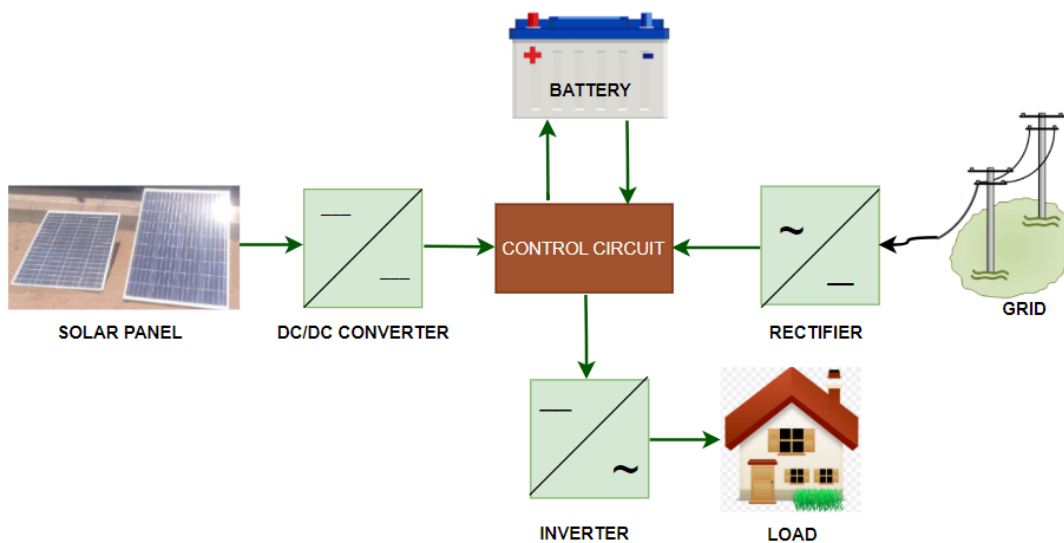 BATTERY
CONTROL CIRCUIT
SOLAR PANEL
DC/DC CONVERTER
RECTIFIER
GRID
INVERTER
LOAD